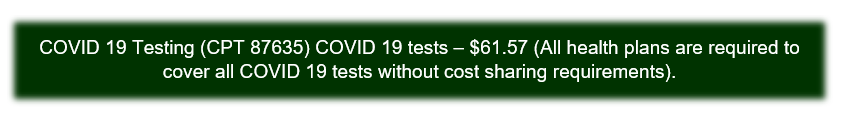 COVID 19 Testing (CPT 87635) COVID 19 tests – $61.57 (All health plans are required to
cover all COVID 19 tests without cost sharing requirements).